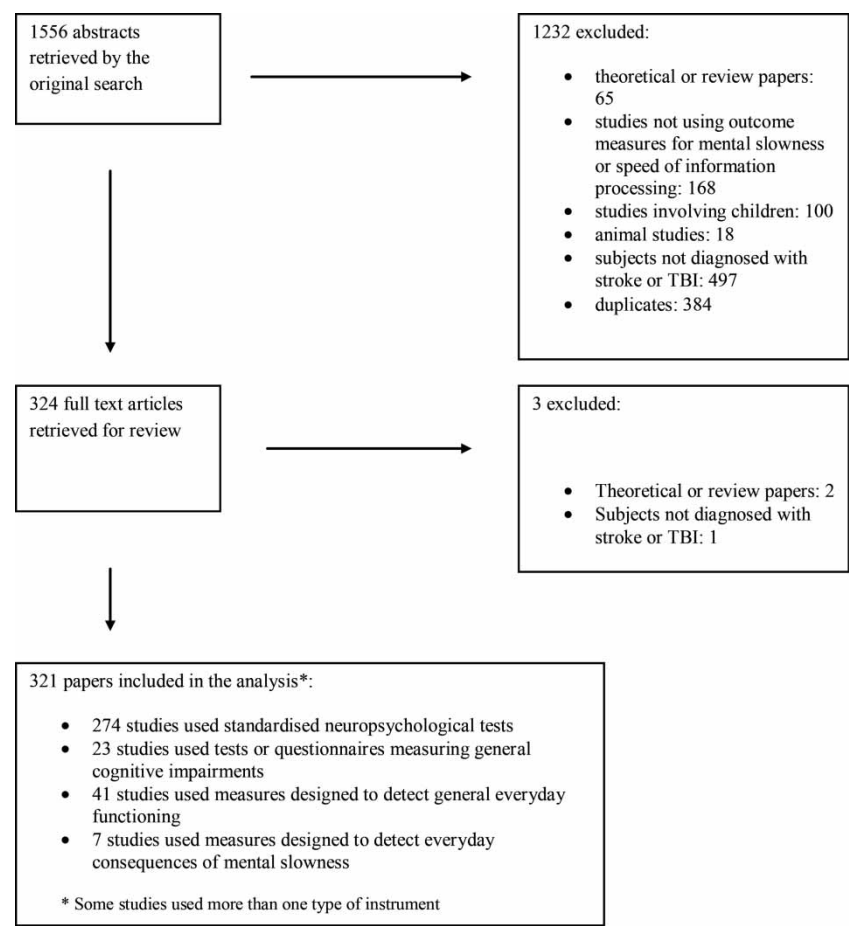 1556 abstracts
retrieved by the
original search
1232 excluded:
• theoretical or review papers:
65
• studies not using outcome
measures for mental slowness
or speed of information
processing: 168
• studies involving children: 100
• animal studies: 18
• subjects not diagnosed with
stroke or TBI: 497
• duplicates: 384
324 full text articles
retrieved for review
3 excluded:
• Theoretical or review papers: 2
• Subjects not diagnosed with
stroke or TBI: 1
321 papers included in the analysis*:
• 274 studies used standardised neuropsychological tests
• 23 studies used tests or questionnaires measuring general
cognitive impairments
• 41 studies used measures designed to detect general everyday
functioning
• 7 studies used measures designed to detect everyday
consequences of mental slowness
* Some studies used more than one type of instrument